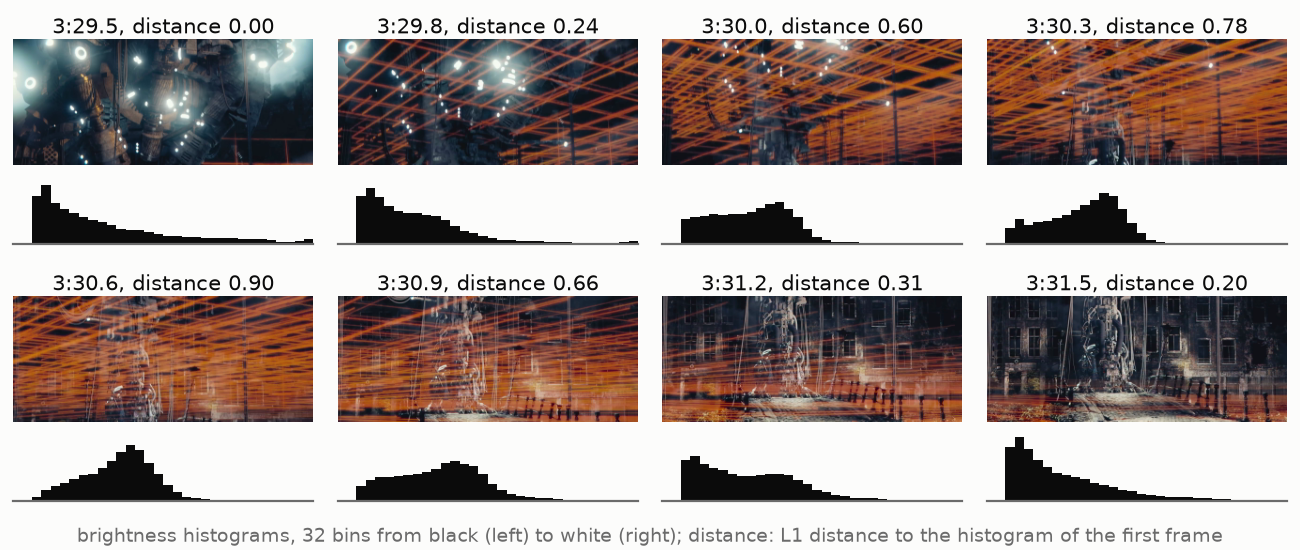 3:29.5, distance 0.00
3:29.8, distance 0.24
3:30.0, distance 0.60
3:30.3, distance 0.78
3:30.6, distance 0.90
3:30.9, distance 0.66
3:31.2, distance 0.31
3:31.5, distance 0.20
brightness histograms, 32 bins from black (left) to white (right); distance: L1 distance to the histogram of the first frame